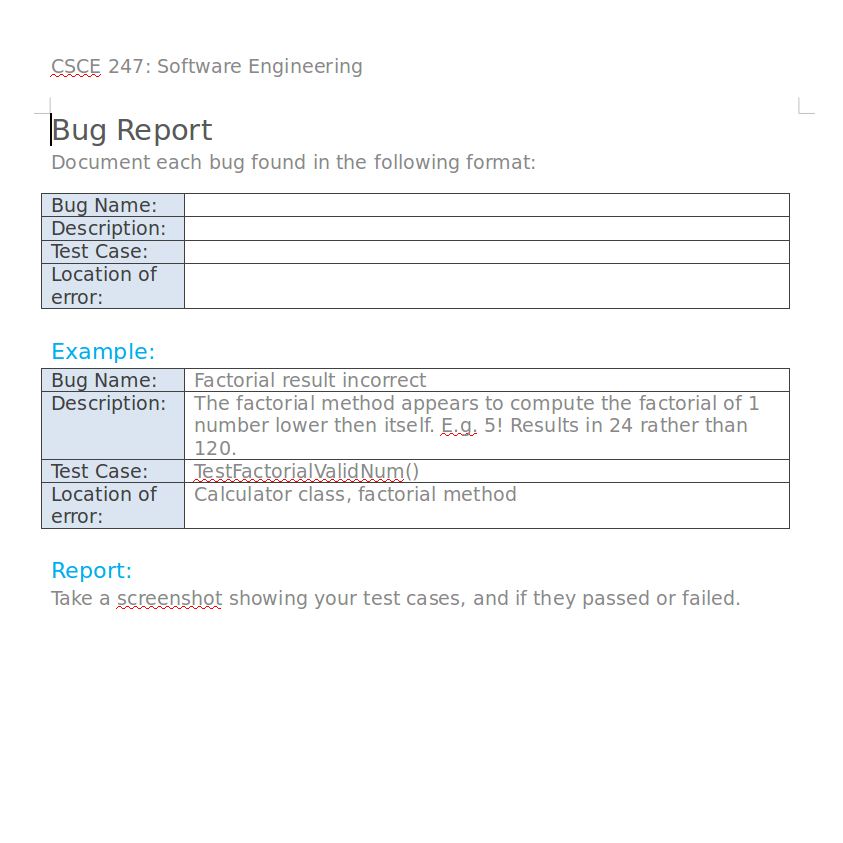 CSCE 247: Software Engineering
Bug Report
Document each bug found in the following format:
Bug Name:
Description:
Test Case:
Location of
error:
Example:
Bug Name: Factorial result incorrect
Description: The factorial method appears to compute the factorial of 1
number lower then itself. E.g. 5! Results in 24 rather than
120.
Test Case: TestFactorialValidNum()
Location of Calculator class, factorial method
error:
Report:
Take a screenshot showing your test cases, and if they passed or failed.